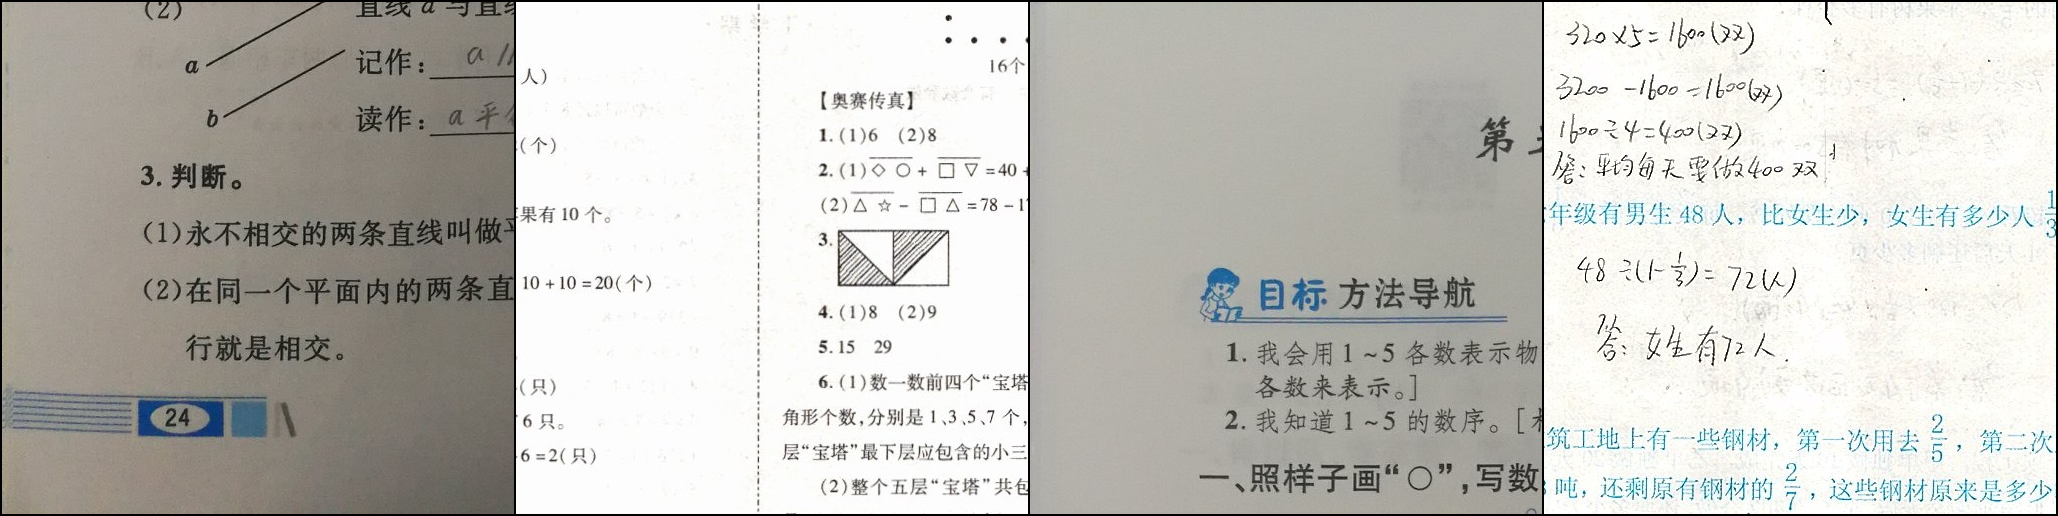 (2)
直线a与直线
a
记作：a //
b
读作：a平
3.判断。
(1)永不相交的两条直线叫做平
(2)在同一个平面内的两条直
行就是相交。
24
人)
(个)
果有10个。
10+10=20(个)
(只)
6只。
6=2(只)
16个
【奥赛传真】
1.(1)6 (2)8
2.(1)◇○+□▽=40+
(2)△☆-□△=78-17
3.
4.(1)8 (2)9
5.15 29
6.(1)数一数前四个“宝塔
角形个数,分别是1、3、5、7个,
层“宝塔”最下层应包含的小三
(2)整个五层“宝塔”共包
第
目标 方法导航
1.我会用1~5各数表示物
各数来表示。]
2.我知道1~5的数序。[
一、照样子画“○”,写数
320×5=1600(双)
3200-1600=1600(双)
1600÷4=400(双)
答：平均每天要做400双
年级有男生48人，比女生少，女生有多少人 1/3
48÷(1-1/3)=72(人)
答：女生有72人.
筑工地上有一些钢材，第一次用去 2/5 ，第二次
吨，还剩原有钢材的 2/7 ，这些钢材原来是多少